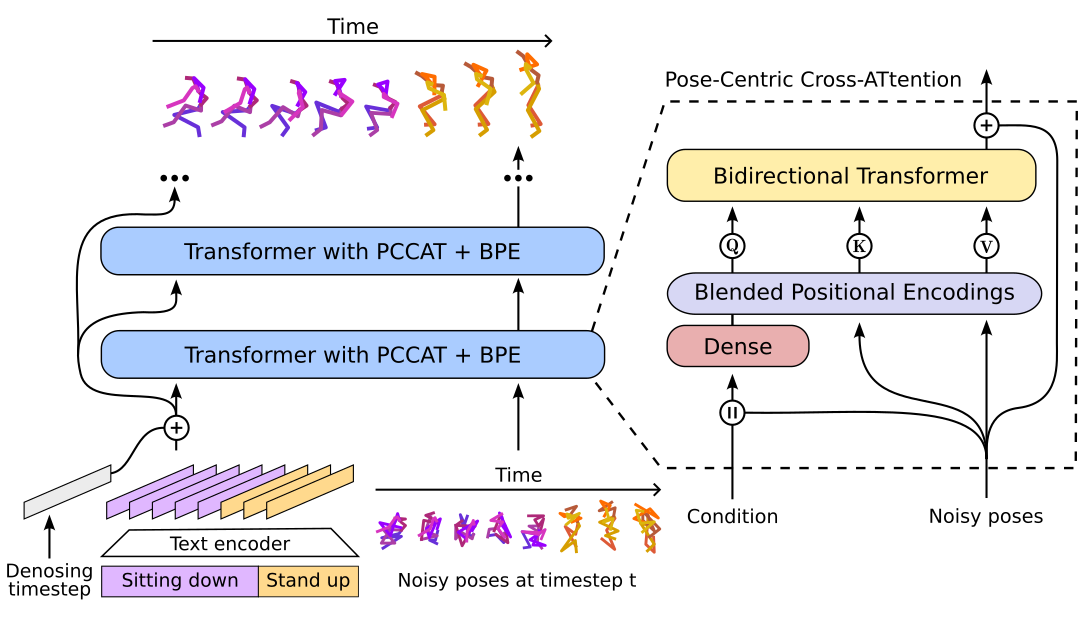 Time
Transformer with PCCAT + BPE
Transformer with PCCAT + BPE
+
Denosing
timestep
Text encoder
Sitting down
Stand up
Time
Noisy poses at timestep t
Pose-Centric Cross-ATtention
+
Bidirectional Transformer
Q
K
V
Blended Positional Encodings
Dense
Condition
Noisy poses